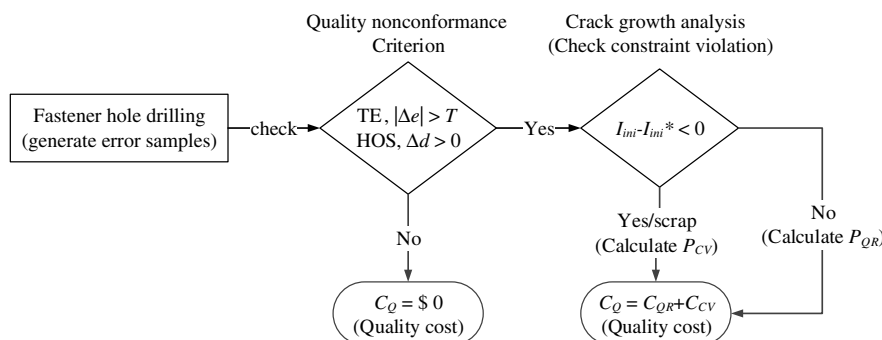 Quality nonconformance
Criterion
Crack growth analysis
(Check constraint violation)
Fastener hole drilling
(generate error samples)
check
TE, |Δe| > T
HOS, Δd > 0
Yes
I_ini-I_ini* < 0
No
Yes/scrap
(Calculate P_CV)
No
(Calculate P_QR)
C_Q = $ 0
(Quality cost)
C_Q = C_QR+C_CV
(Quality cost)